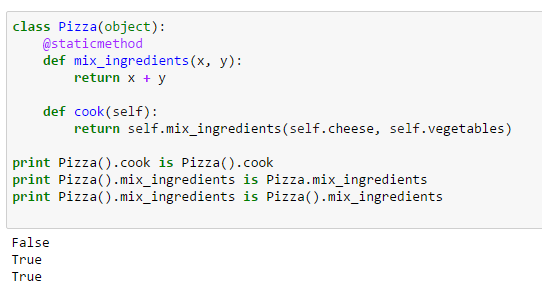 class Pizza(object):
    @staticmethod
    def mix_ingredients(x, y):
        return x + y

    def cook(self):
        return self.mix_ingredients(self.cheese, self.vegetables)

print Pizza().cook is Pizza().cook
print Pizza().mix_ingredients is Pizza.mix_ingredients
print Pizza().mix_ingredients is Pizza().mix_ingredients
False
True
True